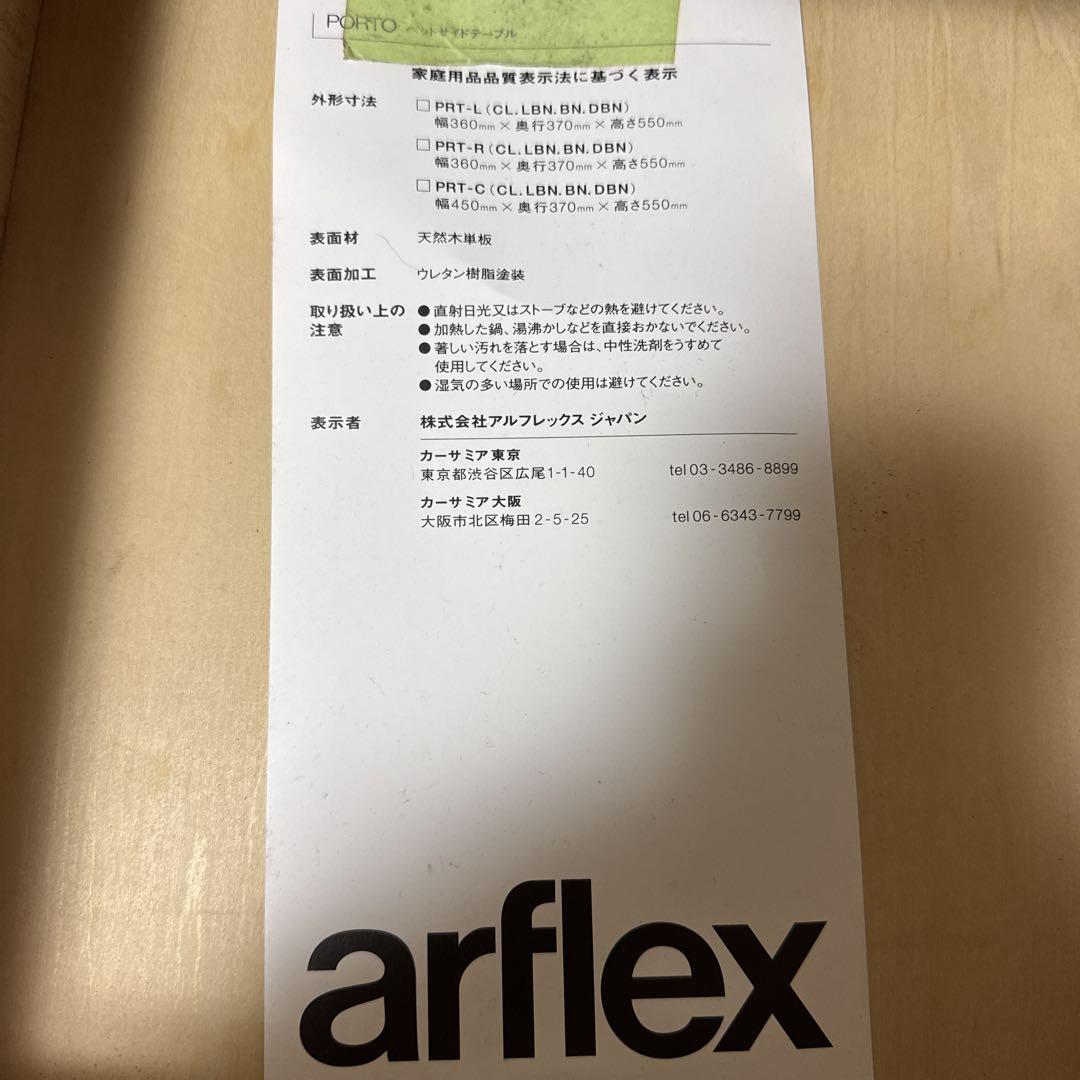 PORTO ベットサイドテーブル
家庭用品品質表示法に基づく表示
外形寸法 □ PRT-L (CL.LBN.BN.DBN)
幅360mm × 奥行370mm × 高さ550mm
□ PRT-R (CL.LBN.BN.DBN)
幅360mm × 奥行370mm × 高さ550mm
□ PRT-C (CL.LBN.BN.DBN)
幅450mm × 奥行370mm × 高さ550mm
表面材 天然木単板
表面加工 ウレタン樹脂塗装
取り扱い上の ●直射日光又はストーブなどの熱を避けてください。
注意 ●加熱した鍋、湯沸かしなどを直接おかないでください。
●著しい汚れを落とす場合は、中性洗剤をうすめて
使用してください。
●湿気の多い場所での使用は避けてください。
表示者 株式会社アルフレックス ジャパン
カーサミア東京
東京都渋谷区広尾1-1-40 tel 03-3486-8899
カーサミア大阪
大阪市北区梅田2-5-25 tel 06-6343-7799
arflex